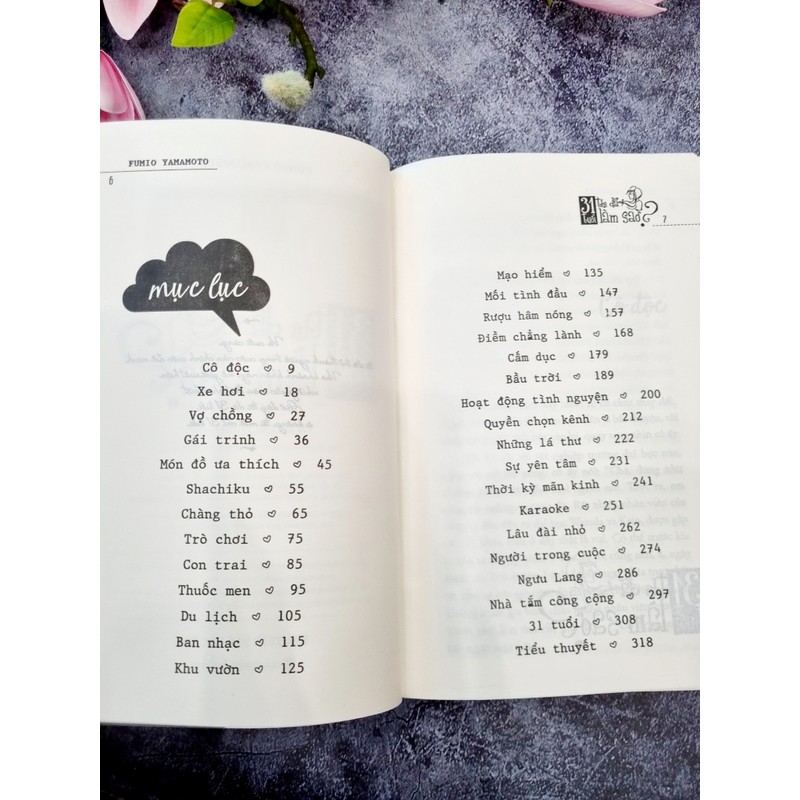 FUMIO YAMAMOTO
6
mục lục
Cô độc 9
Xe hơi 18
Vợ chồng 27
Gái trinh 36
Món đồ ưa thích 45
Shachiku 55
Chàng thỏ 65
Trò chơi 75
Con trai 85
Thuốc men 95
Du lịch 105
Ban nhạc 115
Khu vườn 125
31 tuổi
làm sao? 7
Mạo hiểm 135
Mối tình đầu 147
Rượu hâm nóng 157
Điềm chẳng lành 168
Cấm dục 179
Bầu trời 189
Hoạt động tình nguyện 200
Quyền chọn kênh 212
Những lá thư 222
Sự yên tâm 231
Thời kỳ mãn kinh 241
Karaoke 251
Lâu đài nhỏ 262
Người trong cuộc 274
Ngưu Lang 286
Nhà tắm công cộng 297
31 tuổi 308
Tiểu thuyết 318